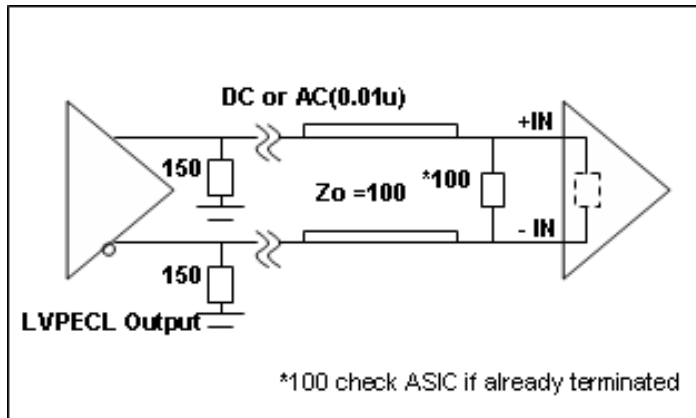 DC or AC(0.01u)
+IN
150
Zo =100
*100
- IN
150
LVPECL Output
*100 check ASIC if already terminated